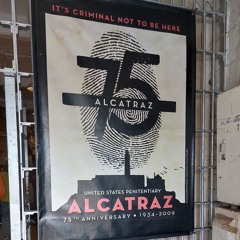 IT'S CRIMINAL NOT TO BE HERE
75
ALCATRAZ
UNITED STATES PENITENTIARY
ALCATRAZ
75TH ANNIVERSARY • 1934-2009